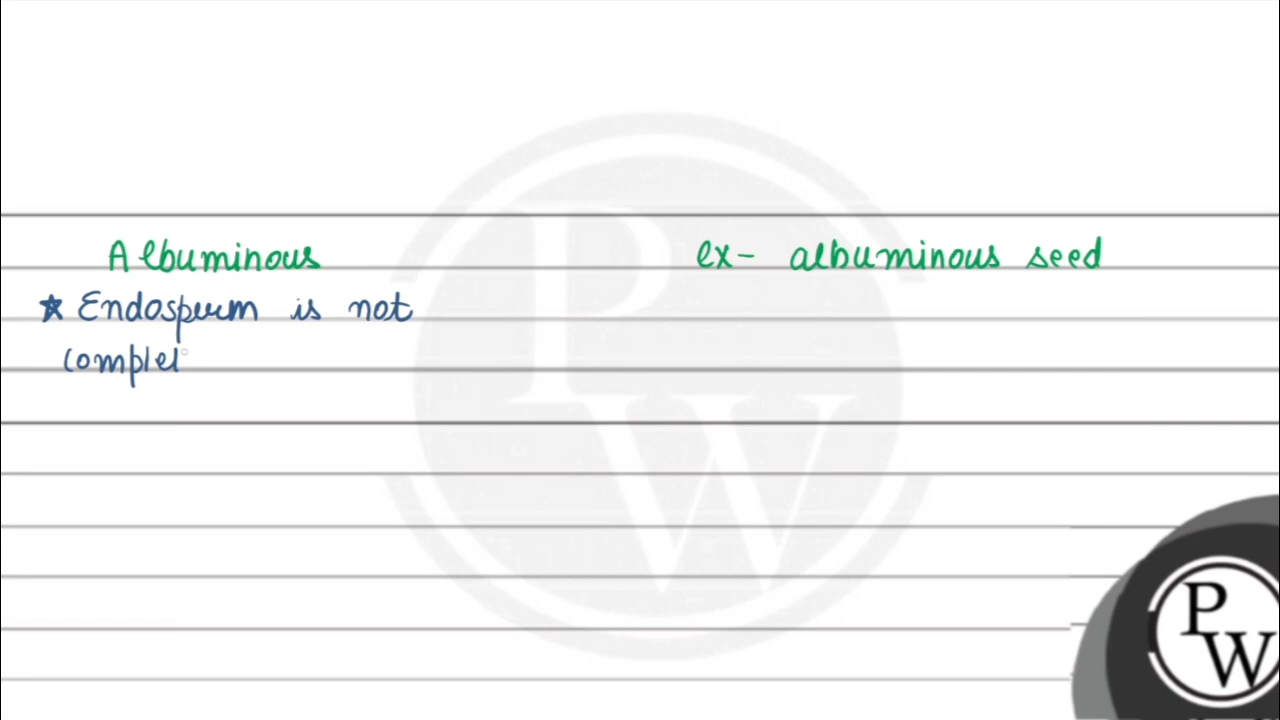 Albuminous
ex- albuminous seed
★ Endosperm is not
complet
P
W
P
W